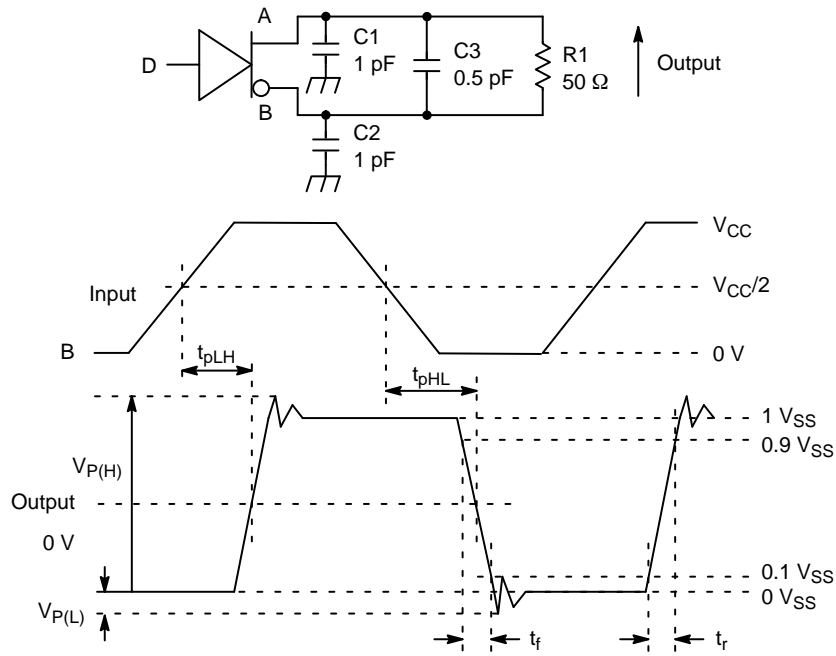 A
D
B
C1
1 pF
C3
0.5 pF
R1
50 Ω
Output
C2
1 pF
VCC
Input
VCC/2
B
0 V
tpLH
tpHL
1 VSS
0.9 VSS
VP(H)
Output
0 V
0.1 VSS
0 VSS
VP(L)
tf
tr